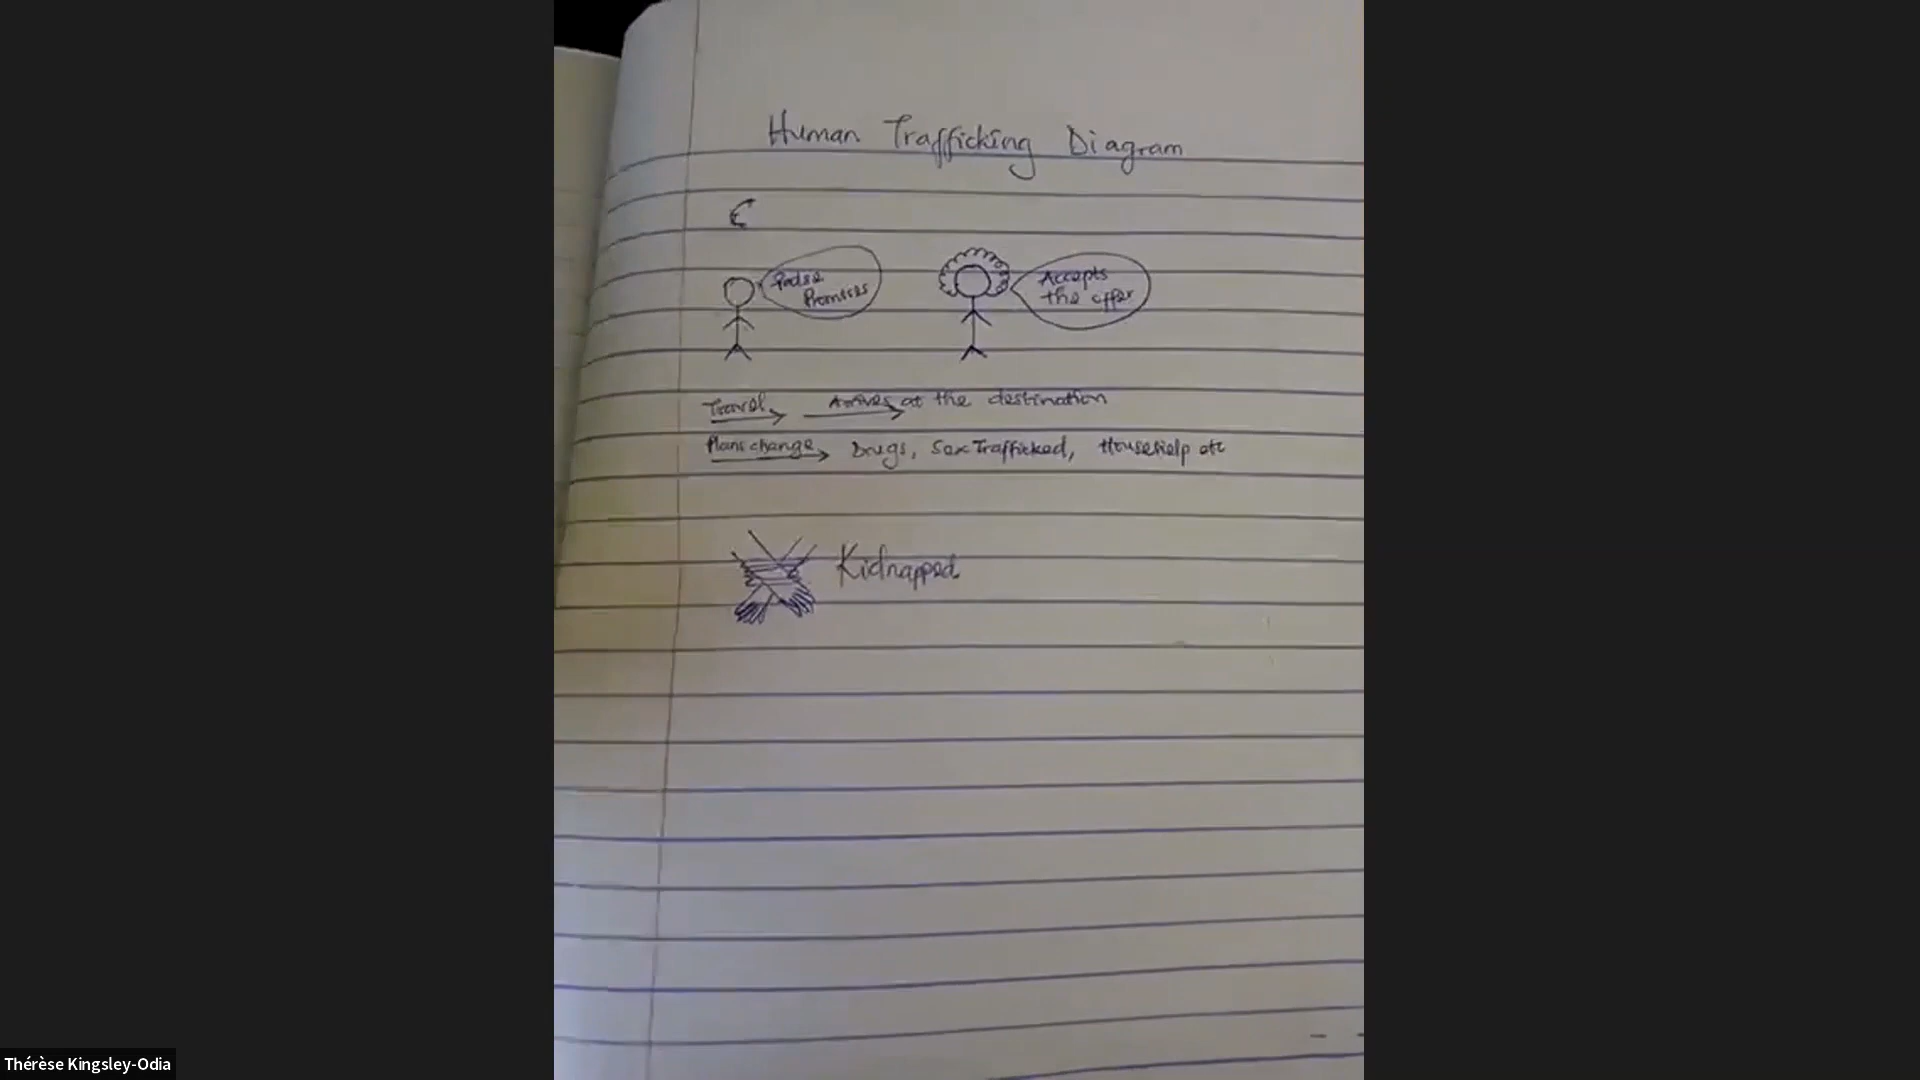 Human Trafficking Diagram
False
Promises
Accepts
the offer
Travel Arrives at the destination
Plans change Drugs, Sex Trafficked, Househelp etc
Kidnapped
Thérèse Kingsley-Odia